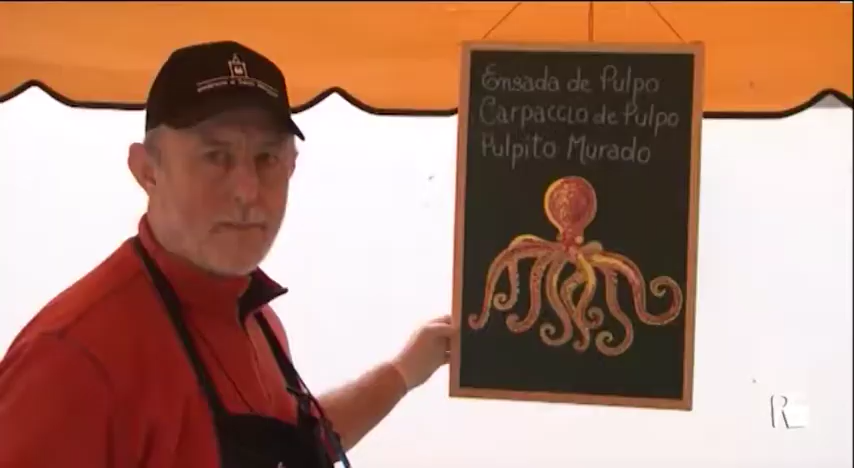 Ensada de Pulpo
Carpaccio de Pulpo
Pulpito Murado
R